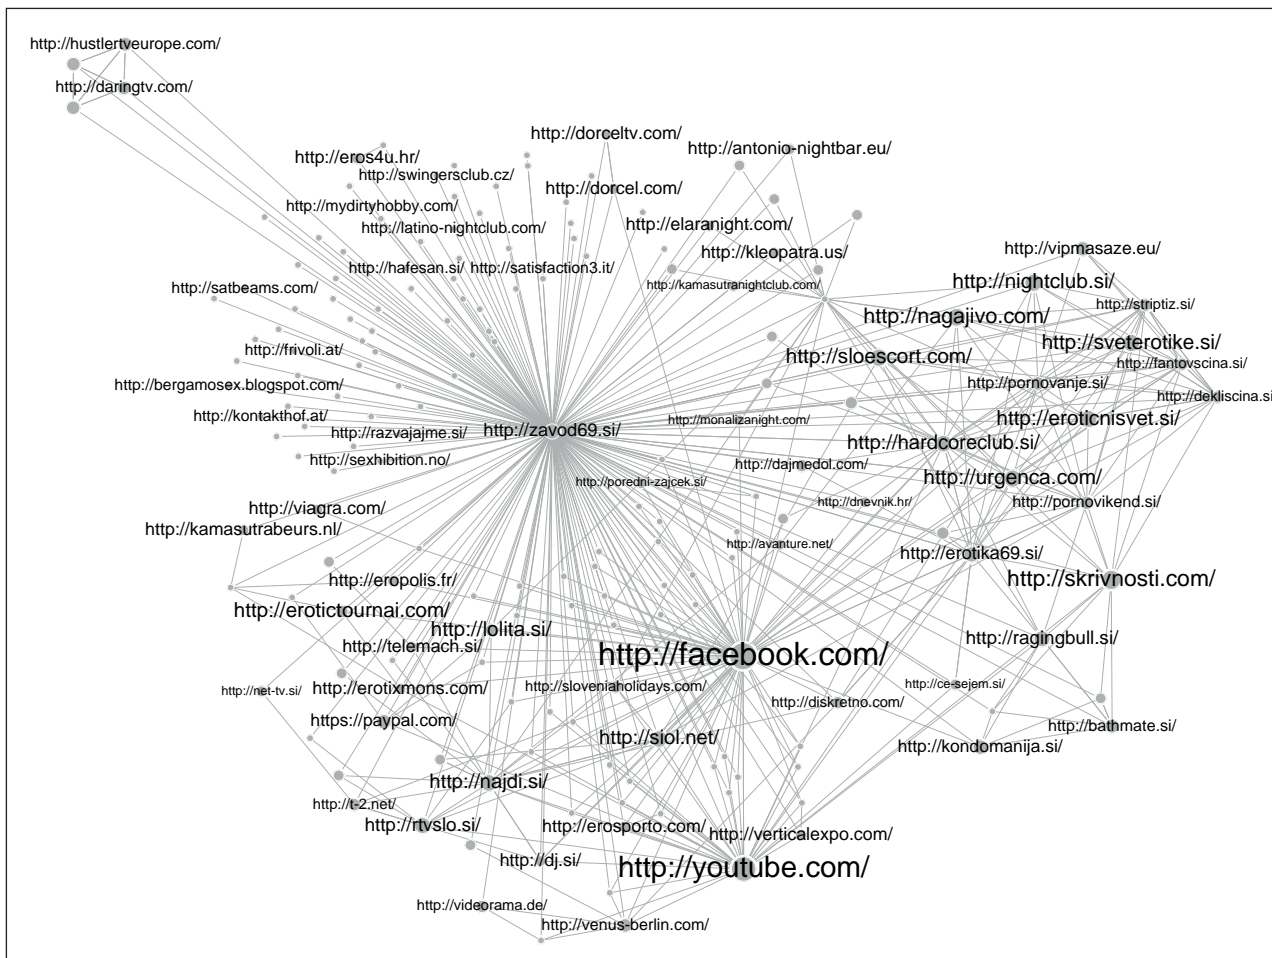 http://hustlertveurope.com/
http://daringtv.com/
http://dorceltv.com/
http://antonio-nightbar.eu/
http://eros4u.hr/
http://swingersclub.cz/
http://dorcel.com/
http://mydirtyhobby.com/
http://latino-nightclub.com/
http://elaranight.com/
http://kleopatra.us/
http://vipmasaze.eu/
http://hafesan.si/
http://satisfaction3.it/
http://kamasutranightclub.com/
http://nightclub.si/
http://satbeams.com/
http://striptiz.si/
http://nagajivo.com/
http://sveterotike.si/
http://frivoli.at/
http://sloescort.com/
http://fantovscina.si/
http://bergamosex.blogspot.com/
http://pornovanje.si/
http://dekliscina.si/
http://kontakthof.at/
http://monalizanight.com/
http://eroticnisvet.si/
http://razvajajme.si/
http://zavod69.si/
http://hardcoreclub.si/
http://sexhibition.no/
http://dajmedol.com/
http://poredni-zajcek.si/
http://urgenca.com/
http://viagra.com/
http://dnevnik.hr/
http://pornovikend.si/
http://kamasutrabeurs.nl/
http://avanture.net/
http://erotika69.si/
http://eropolis.fr/
http://skrivnosti.com/
http://erotictournai.com/
http://lolita.si/
http://ragingbull.si/
http://telemach.si/
http://facebook.com/
http://net-tv.si/
http://erotixmons.com/
http://sloveniaholidays.com/
http://ce-sejem.si/
http://diskretno.com/
http://paypal.com/
http://siol.net/
http://bathmate.si/
http://kondomanija.si/
http://najdi.si/
http://t-2.net/
http://rtvslo.si/
http://erosporto.com/
http://verticalexpo.com/
http://dj.si/
http://youtube.com/
http://videorama.de/
http://venus-berlin.com/